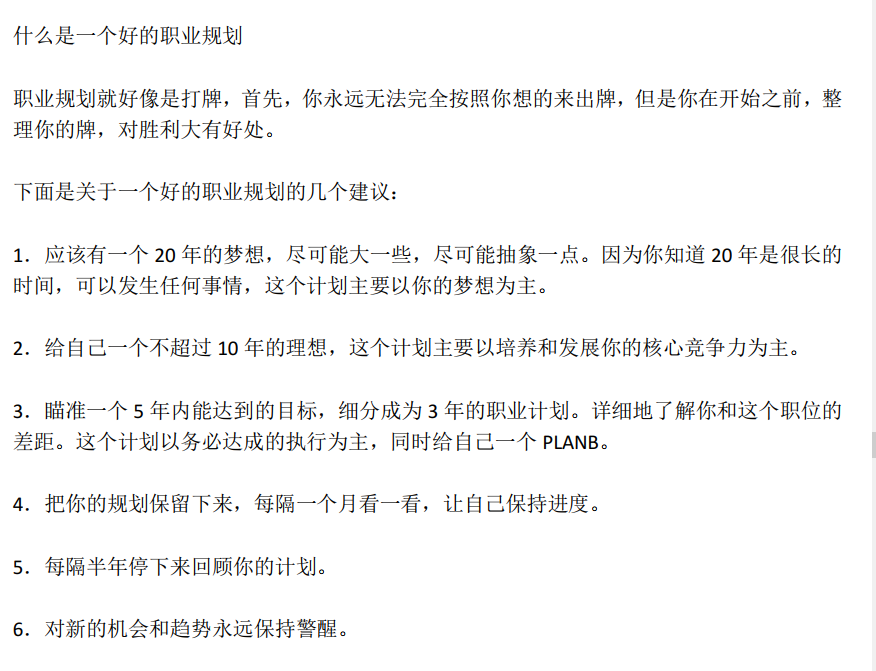 什么是一个好的职业规划
职业规划就好像是打牌，首先，你永远无法完全按照你想的来出牌，但是你在开始之前，整
理你的牌，对胜利大有好处。
下面是关于一个好的职业规划的几个建议：
1．应该有一个 20 年的梦想，尽可能大一些，尽可能抽象一点。因为你知道 20 年是很长的
时间，可以发生任何事情，这个计划主要以你的梦想为主。
2．给自己一个不超过 10 年的理想，这个计划主要以培养和发展你的核心竞争力为主。
3．瞄准一个 5 年内能达到的目标，细分成为 3 年的职业计划。详细地了解你和这个职位的
差距。这个计划以务必达成的执行为主，同时给自己一个 PLANB。
4．把你的规划保留下来，每隔一个月看一看，让自己保持进度。
5．每隔半年停下来回顾你的计划。
6．对新的机会和趋势永远保持警醒。